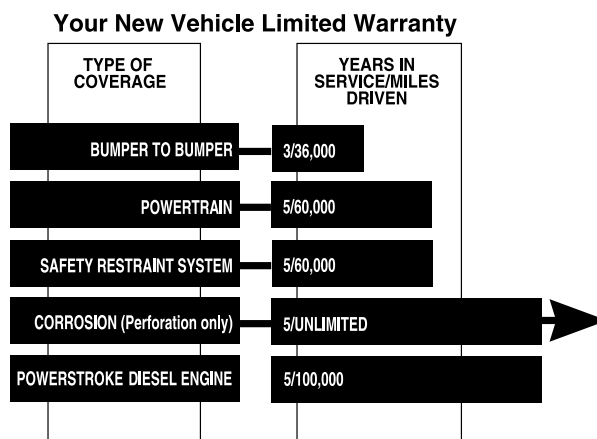 Your New Vehicle Limited Warranty
TYPE OF
COVERAGE
YEARS IN
SERVICE/MILES
DRIVEN
BUMPER TO BUMPER
3/36,000
POWERTRAIN
5/60,000
SAFETY RESTRAINT SYSTEM
5/60,000
CORROSION (Perforation only)
5/UNLIMITED
POWERSTROKE DIESEL ENGINE
5/100,000